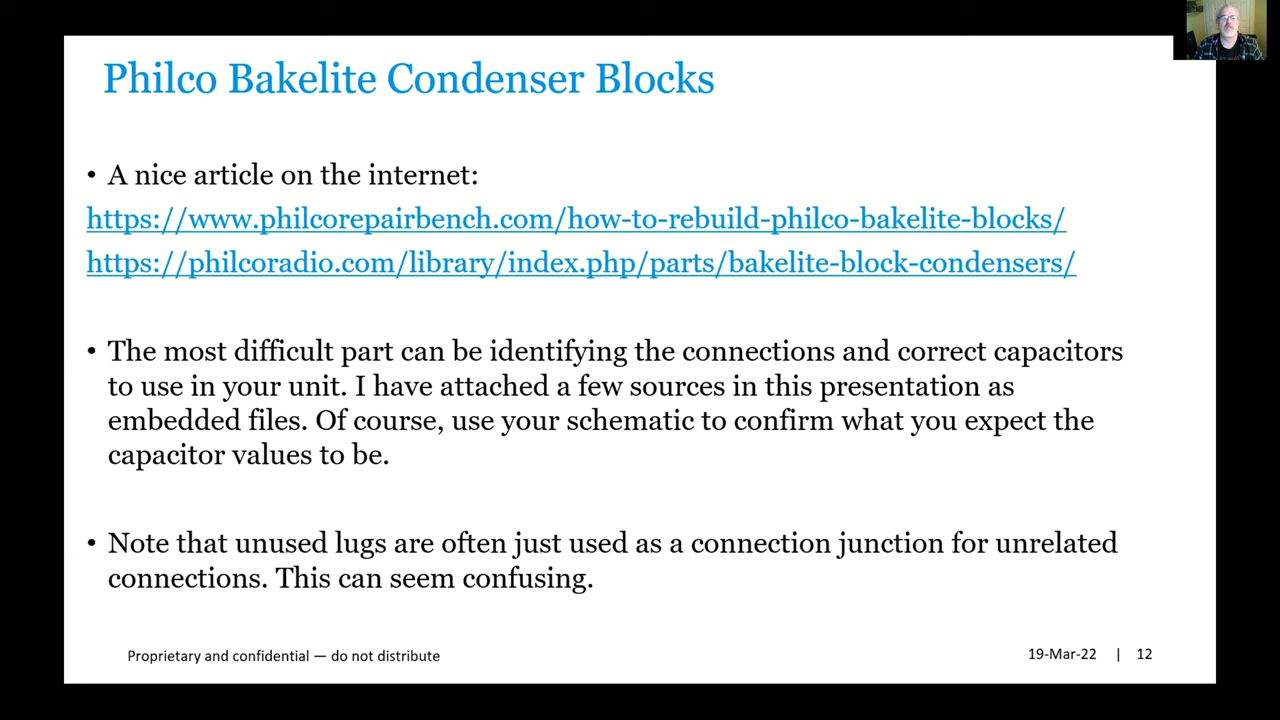 Philco Bakelite Condenser Blocks
• A nice article on the internet:
https://www.philcorepairbench.com/how-to-rebuild-philco-bakelite-blocks/
https://philcoradio.com/library/index.php/parts/bakelite-block-condensers/
• The most difficult part can be identifying the connections and correct capacitors
to use in your unit. I have attached a few sources in this presentation as
embedded files. Of course, use your schematic to confirm what you expect the
capacitor values to be.
• Note that unused lugs are often just used as a connection junction for unrelated
connections. This can seem confusing.
Proprietary and confidential — do not distribute
19-Mar-22 | 12